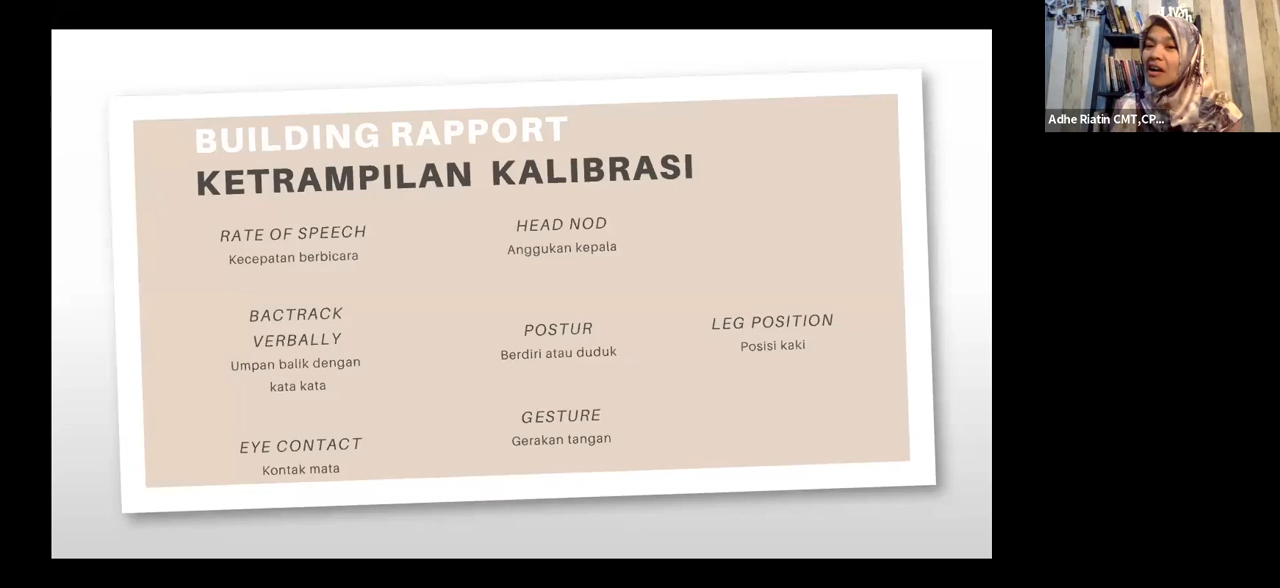 BUILDING RAPPORT
KETRAMPILAN KALIBRASI
RATE OF SPEECH
Kecepatan berbicara
BACTRACK
VERBALLY
Umpan balik dengan
kata kata
EYE CONTACT
Kontak mata
HEAD NOD
Anggukan kepala
POSTUR
Berdiri atau duduk
GESTURE
Gerakan tangan
LEG POSITION
Posisi kaki
Adhe Riatin CMT,CP...